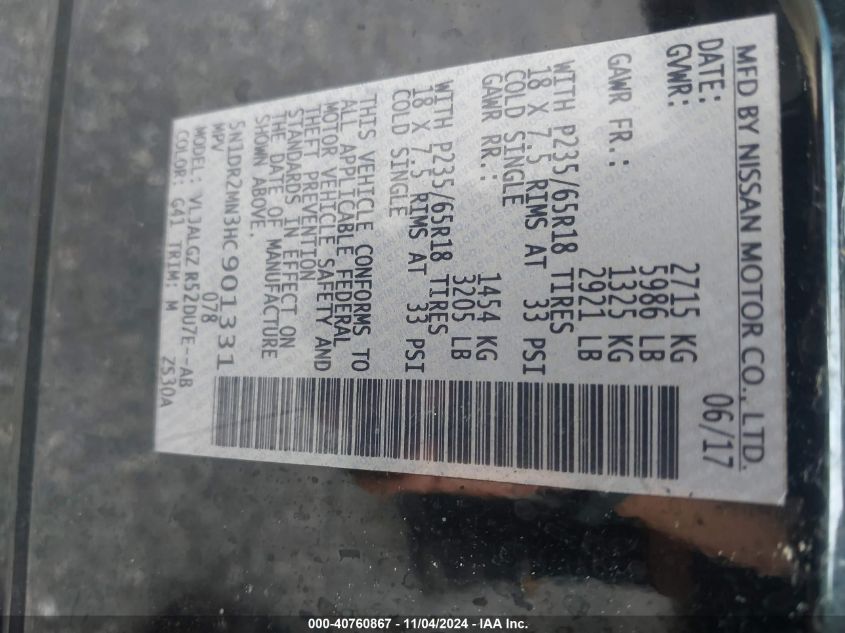 MFD BY NISSAN MOTOR CO., LTD.
DATE: 06/17
GVWR: 2715 KG
5986 LB
GAWR FR.: 1325 KG
2921 LB
WITH P235/65R18 TIRES
18 X 7.5 RIMS AT 33 PSI
COLD SINGLE
GAWR RR.: 1454 KG
3205 LB
WITH P235/65R18 TIRES
18 X 7.5 RIMS AT 33 PSI
COLD SINGLE
THIS VEHICLE CONFORMS TO
ALL APPLICABLE FEDERAL
MOTOR VEHICLE SAFETY AND
THEFT PREVENTION
STANDARDS IN EFFECT ON
THE DATE OF MANUFACTURE
SHOWN ABOVE.
5N1DR2MN3HC901331
MPV 078
MODEL: VLJALGZ R52DU7E--AB
COLOR: G41 TRIM: M 2530A
000-40760867 - 11/04/2024 - IAA Inc.